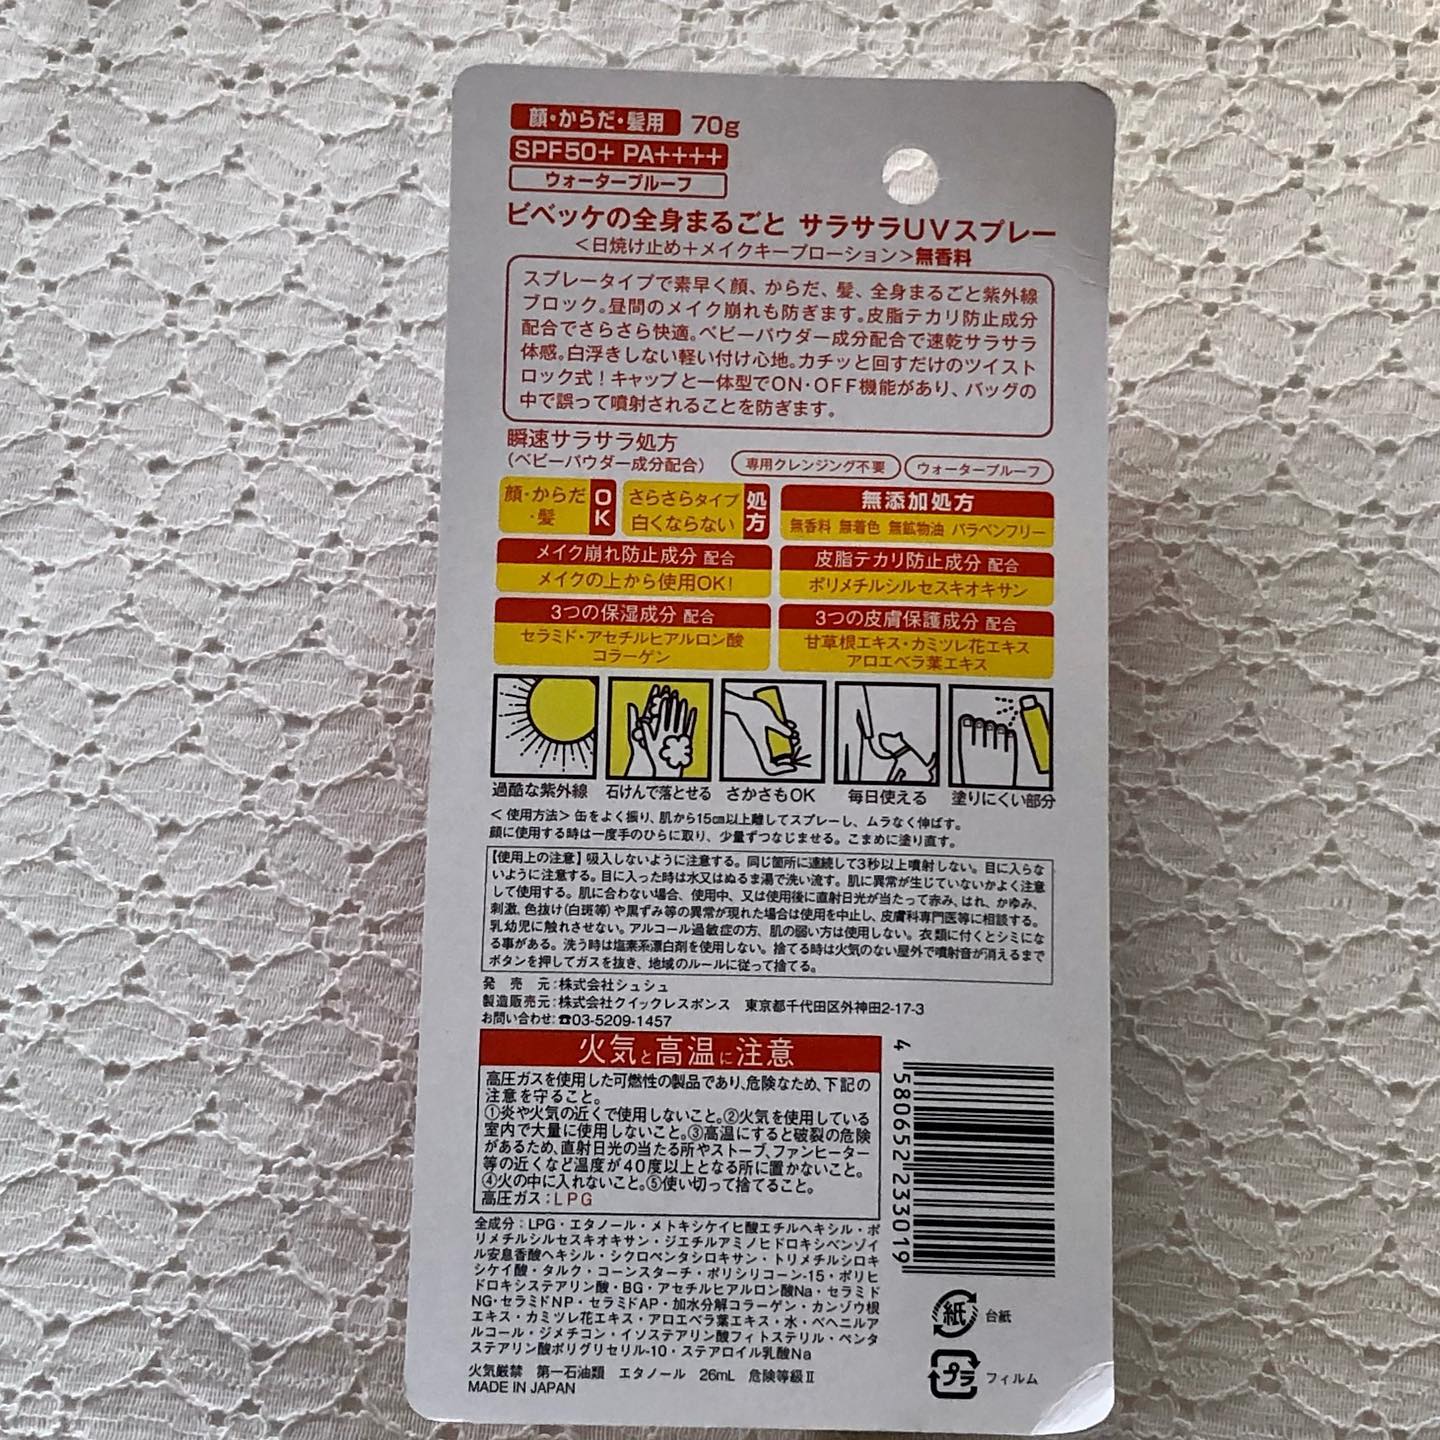 顔・からだ・髪用 70g
SPF50+ PA++++
ウォータープルーフ
ビベッケの全身まるごと サラサラUVスプレー
＜日焼け止め＋メイクキープローション＞無香料
スプレータイプで素早く顔、からだ、髪、全身まるごと紫外線
ブロック。昼間のメイク崩れも防ぎます。皮脂テカリ防止成分
配合でさらさら快適。ベビーパウダー成分配合で速乾サラサラ
体感。白浮きしない軽い付け心地。カチッと回すだけのツイスト
ロック式！キャップと一体型でON・OFF機能があり、バッグの
中で誤って噴射されることを防ぎます。
瞬速サラサラ処方
（ベビーパウダー成分配合）
専用クレンジング不要 ウォータープルーフ
顔・からだ
・髪
OK
さらさらタイプ
白くならない
処方
無添加処方
無香料 無着色 無鉱物油 パラベンフリー
メイク崩れ防止成分 配合
メイクの上から使用OK！
皮脂テカリ防止成分 配合
ポリメチルシルセスキオキサン
3つの保湿成分 配合
セラミド・アセチルヒアルロン酸
コラーゲン
3つの皮膚保護成分 配合
甘草根エキス・カミツレ花エキス
アロエベラ葉エキス
過酷な紫外線 石けんで落とせる さかさもOK 毎日使える 塗りにくい部分
＜使用方法＞缶をよく振り、肌から15cm以上離してスプレーし、ムラなく伸ばす。
顔に使用する時は一度手のひらに取り、少量ずつなじませる。こまめに塗り直す。
【使用上の注意】吸入しないように注意する。同じ箇所に連続して3秒以上噴射しない。目に入らな
いように注意する。目に入った時は水又はぬるま湯で洗い流す。肌に異常が生じていないかよく注意
して使用する。肌に合わない場合、使用中、又は使用後に直射日光が当たって赤み、はれ、かゆみ、
刺激、色抜け（白斑等）や黒ずみ等の異常が現れた場合は使用を中止し、皮膚科専門医等に相談する。
乳幼児に触れさせない。アルコール過敏症の方、肌の弱い方は使用しない。衣類に付くとシミにな
る事がある。洗う時は塩素系漂白剤を使用しない。捨てる時は火気のない屋外で噴射音が消えるまで
ボタンを押してガスを抜き、地域のルールに従って捨てる。
発 売 元：株式会社シュシュ
製造販売元：株式会社クイックレスポンス 東京都千代田区外神田2-17-3
お問い合わせ：☎03-5209-1457
火気と高温に注意
高圧ガスを使用した可燃性の製品であり、危険なため、下記の
注意を守ること。
①炎や火気の近くで使用しないこと。②火気を使用している
室内で大量に使用しないこと。③高温にすると破裂の危険
があるため、直射日光の当たる所やストーブ、ファンヒーター
等の近くなど温度が40度以上となる所に置かないこと。
④火の中に入れないこと。⑤使い切って捨てること。
高圧ガス：LPG
4 580652 233019
全成分：LPG・エタノール・メトキシケイヒ酸エチルヘキシル・ポ
リメチルシルセスキオキサン・ジエチルアミノヒドロキシベンゾイ
ル安息香酸ヘキシル・シクロペンタシロキサン・トリメチルシロキ
シケイ酸・タルク・コーンスターチ・ポリシリコーン-15・ポリヒ
ドロキシステアリン酸・BG・アセチルヒアルロン酸Na・セラミド
NG・セラミドNP・セラミドAP・加水分解コラーゲン・カンゾウ根
エキス・カミツレ花エキス・アロエベラ葉エキス・水・ベヘニルア
ルコール・ジメチコン・イソステアリン酸フィトステリル・ペンタ
ステアリン酸ポリグリセリル-10・ステアロイル乳酸Na
火気厳禁 第一石油類 エタノール 26mL 危険等級Ⅱ
MADE IN JAPAN
紙 台紙
プラ フィルム